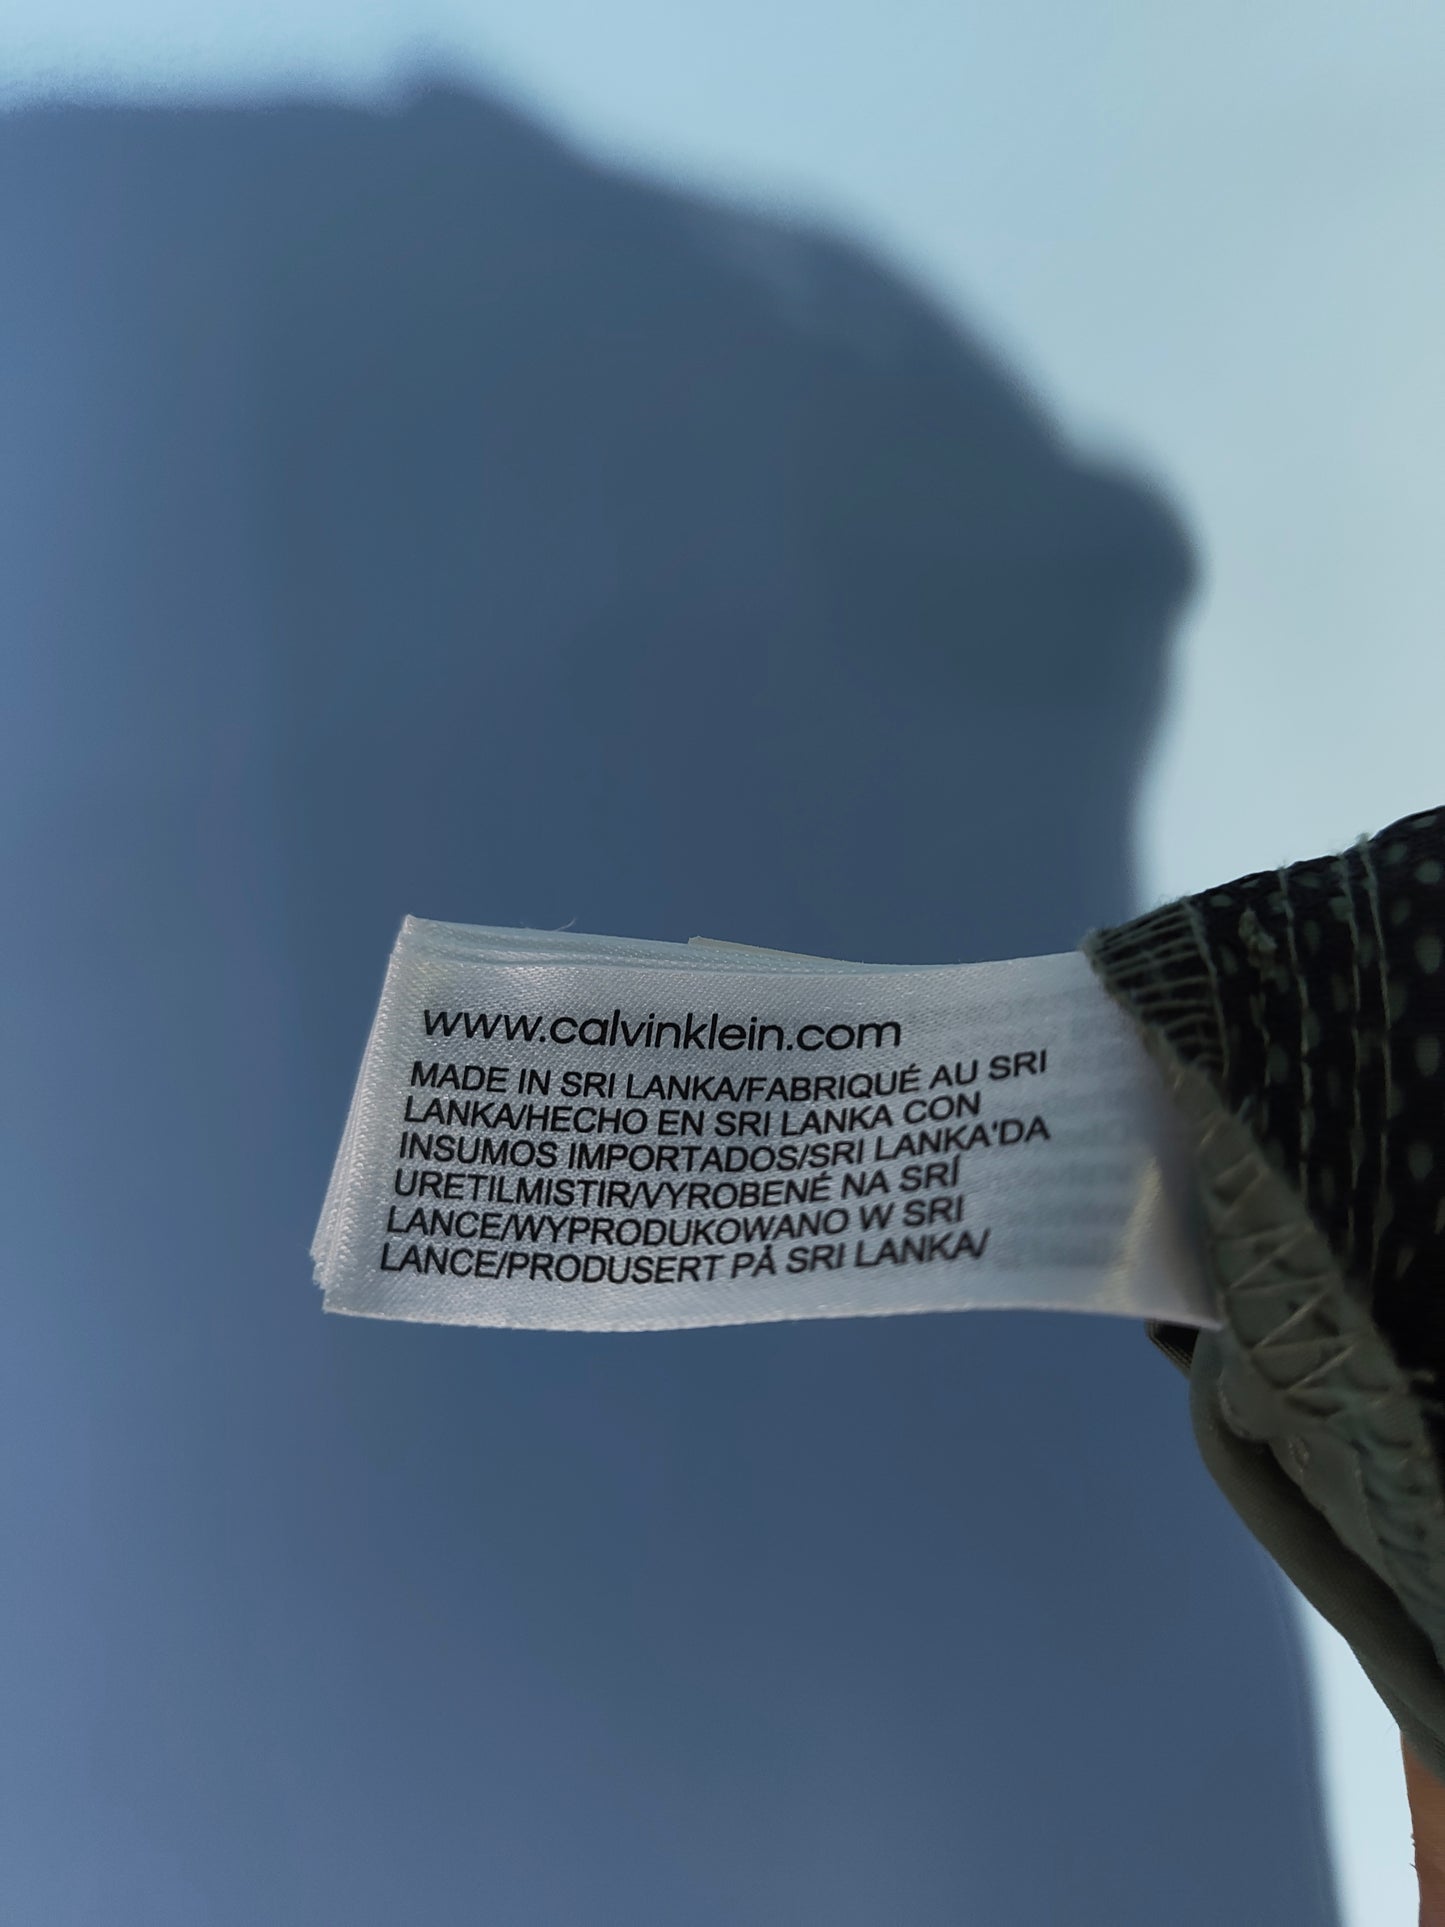 www.calvinklein.com
MADE IN SRI LANKA/FABRIQUÉ AU SRI
LANKA/HECHO EN SRI LANKA CON
INSUMOS IMPORTADOS/SRI LANKA'DA
URETILMISTIR/VYROBENÉ NA SRÍ
LANCE/WYPRODUKOWANO W SRI
LANCE/PRODUSERT PÅ SRI LANKA/